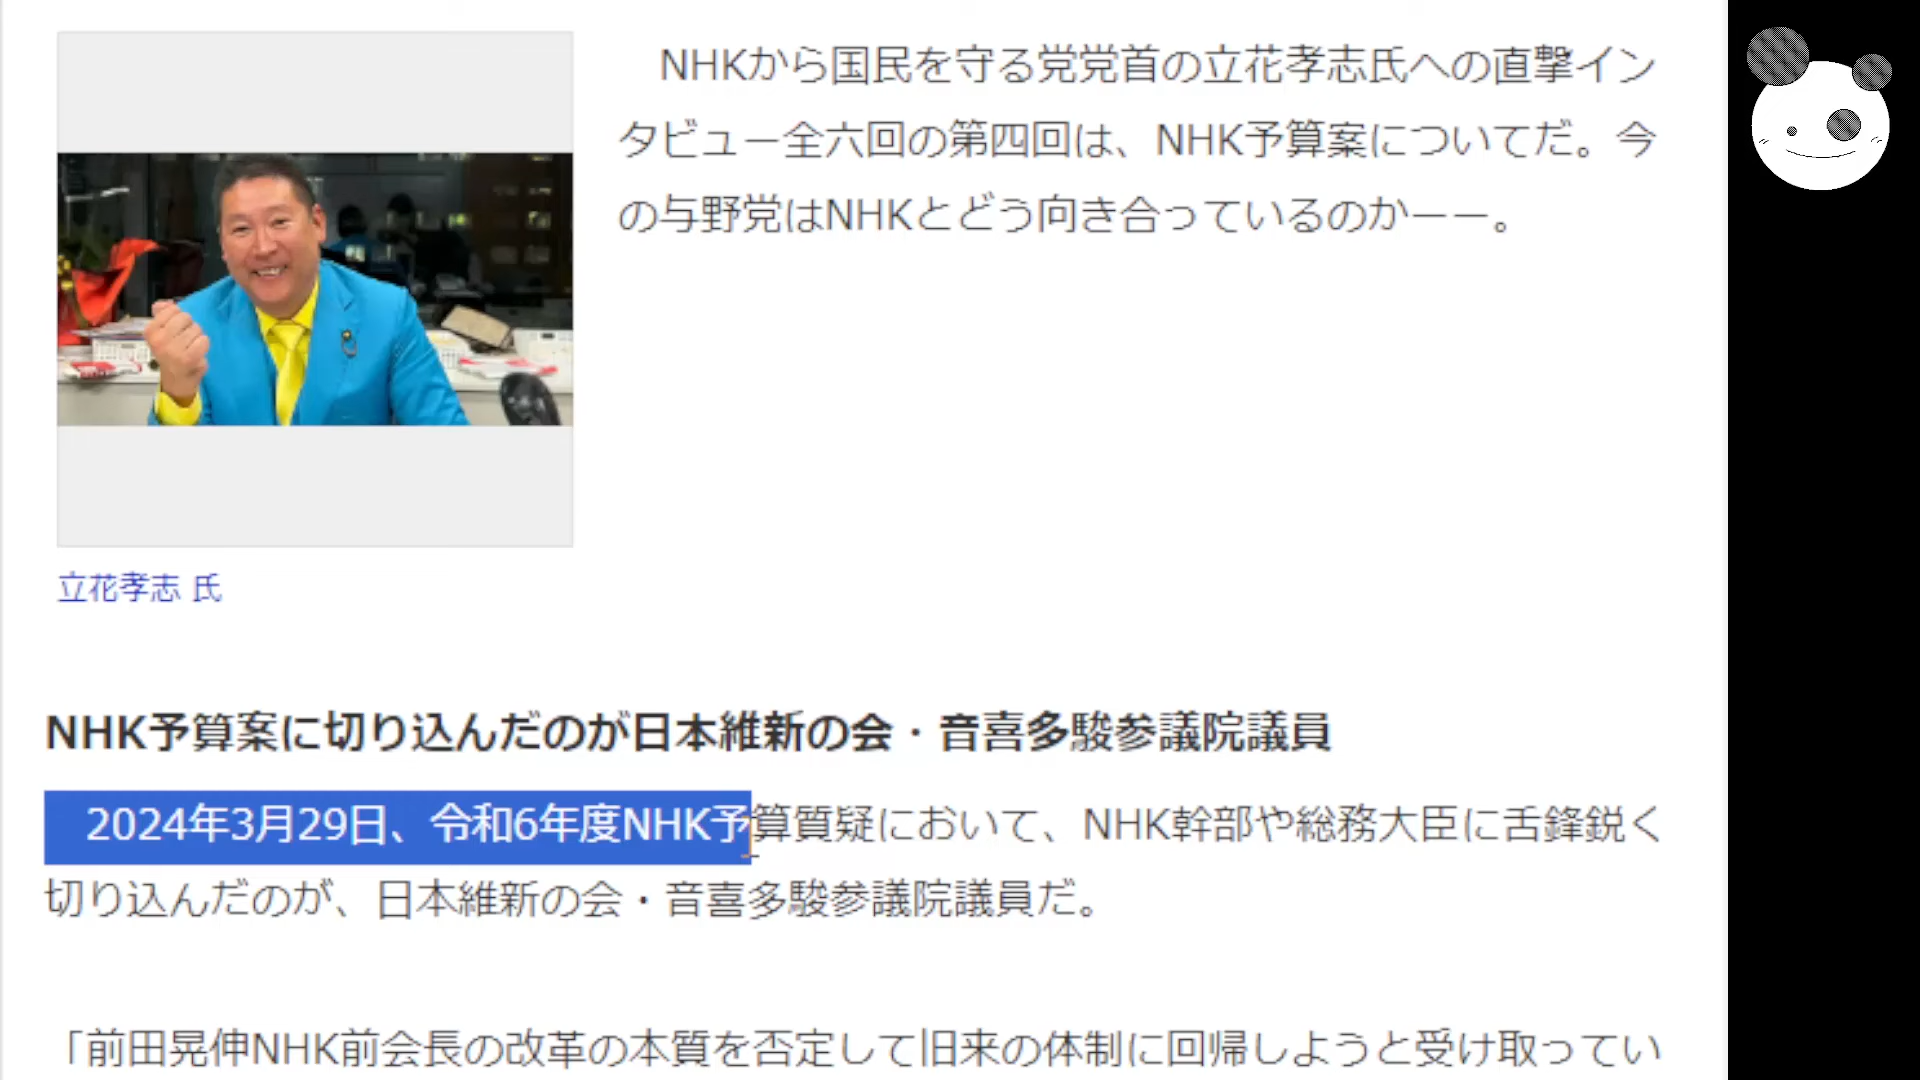 NHKから国民を守る党党首の立花孝志氏への直撃イン
タビュー全六回の第四回は、NHK予算案についてだ。今
の与野党はNHKとどう向き合っているのかーー。
立花孝志 氏
NHK予算案に切り込んだのが日本維新の会・音喜多駿参議院議員
2024年3月29日、令和6年度NHK予算質疑において、NHK幹部や総務大臣に舌鋒鋭く
切り込んだのが、日本維新の会・音喜多駿参議院議員だ。
「前田晃伸NHK前会長の改革の本質を否定して旧来の体制に回帰しようと受け取ってい